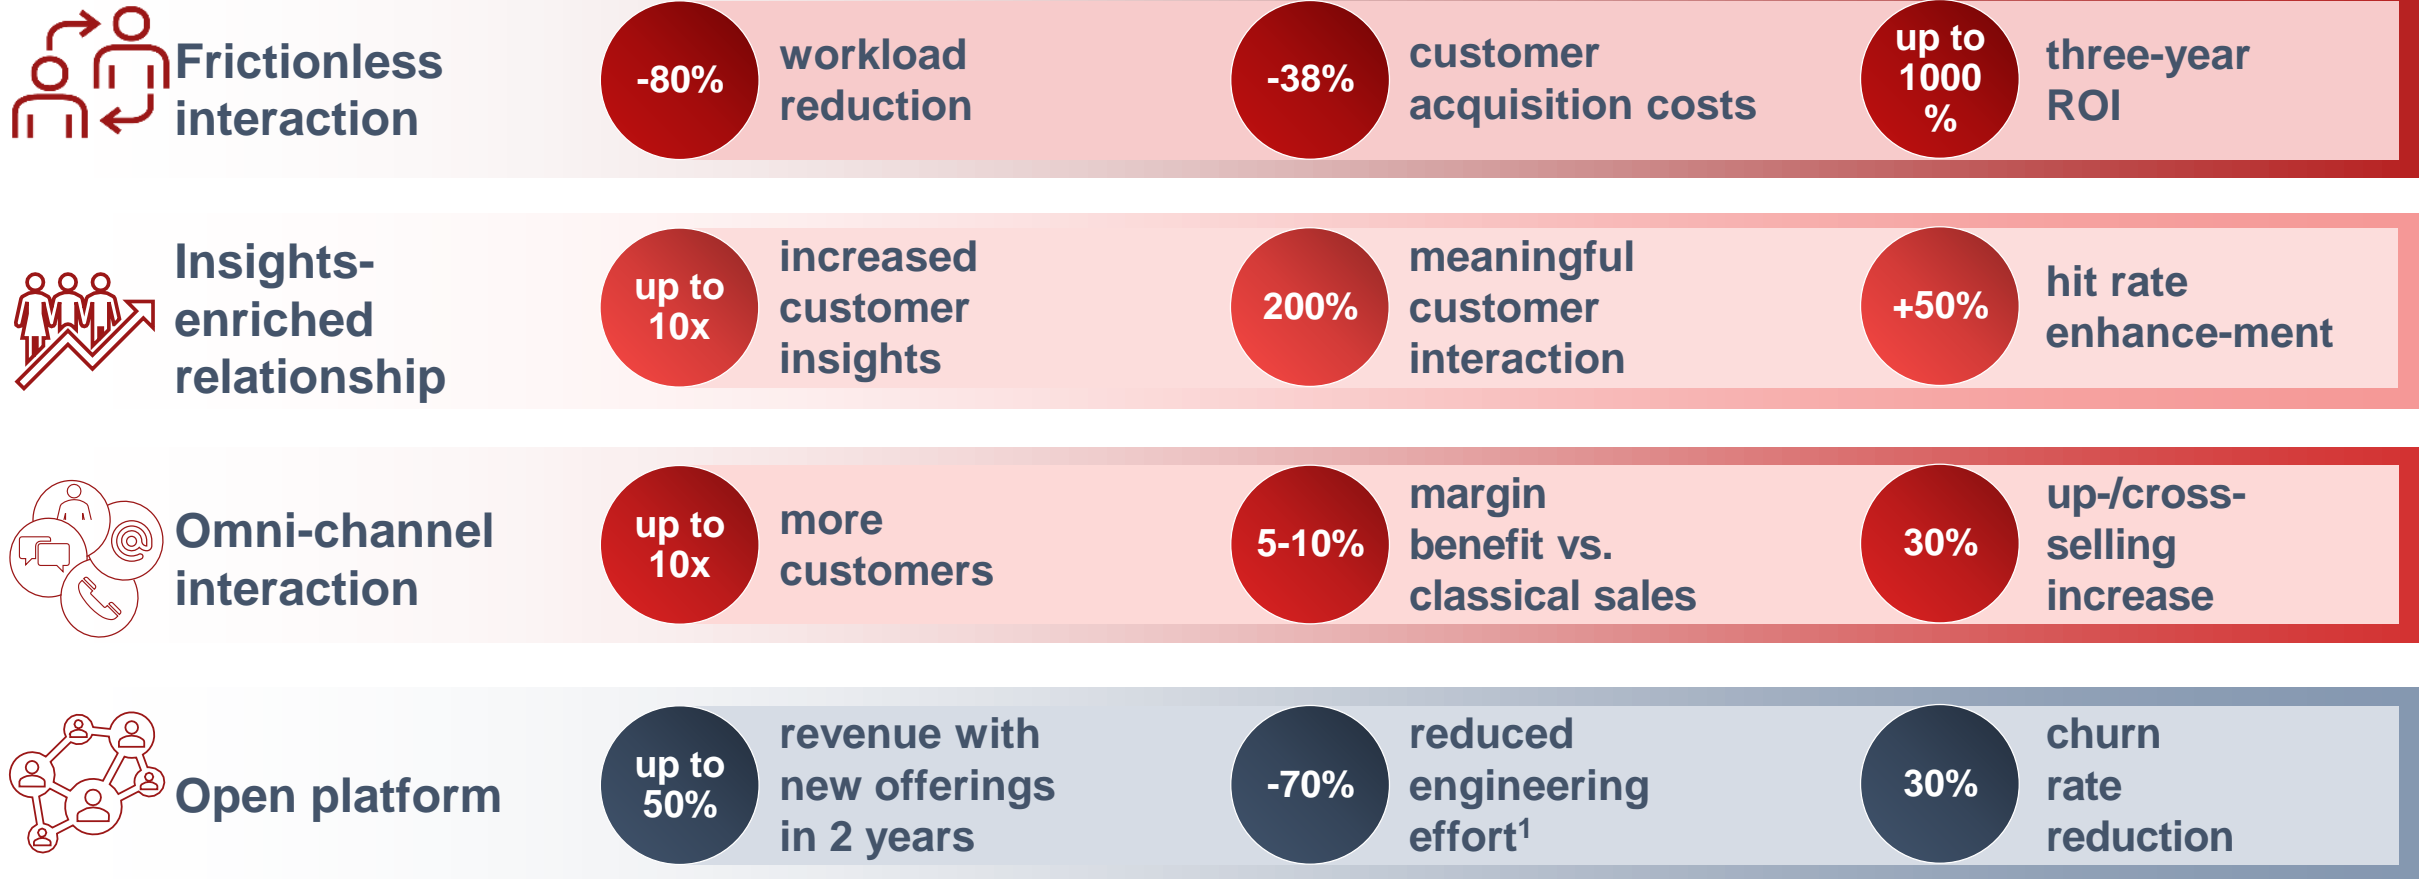 Frictionless
interaction
-80%
workload
reduction
-38%
customer
acquisition costs
up to
1000
%
three-year
ROI
Insights-
enriched
relationship
up to
10x
increased
customer
insights
200%
meaningful
customer
interaction
+50%
hit rate
enhance-ment
Omni-channel
interaction
up to
10x
more
customers
5-10%
margin
benefit vs.
classical sales
30%
up-/cross-
selling
increase
Open platform
up to
50%
revenue with
new offerings
in 2 years
-70%
reduced
engineering
effort¹
30%
churn
rate
reduction